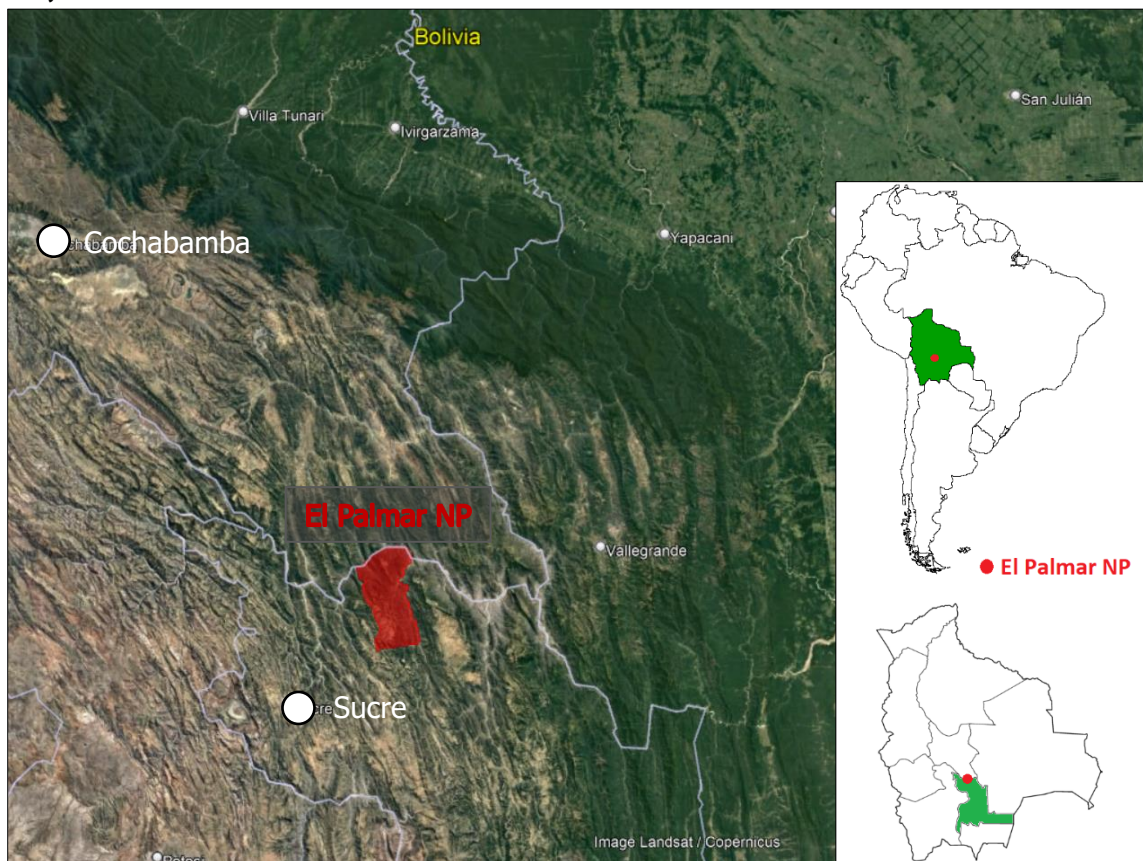 Bolivia
San Julián
Villa Tunari
Ivirgarzama
Yapacani
Cochabamba
El Palmar NP
Vallegrande
El Palmar NP
Sucre
Image Landsat / Copernicus